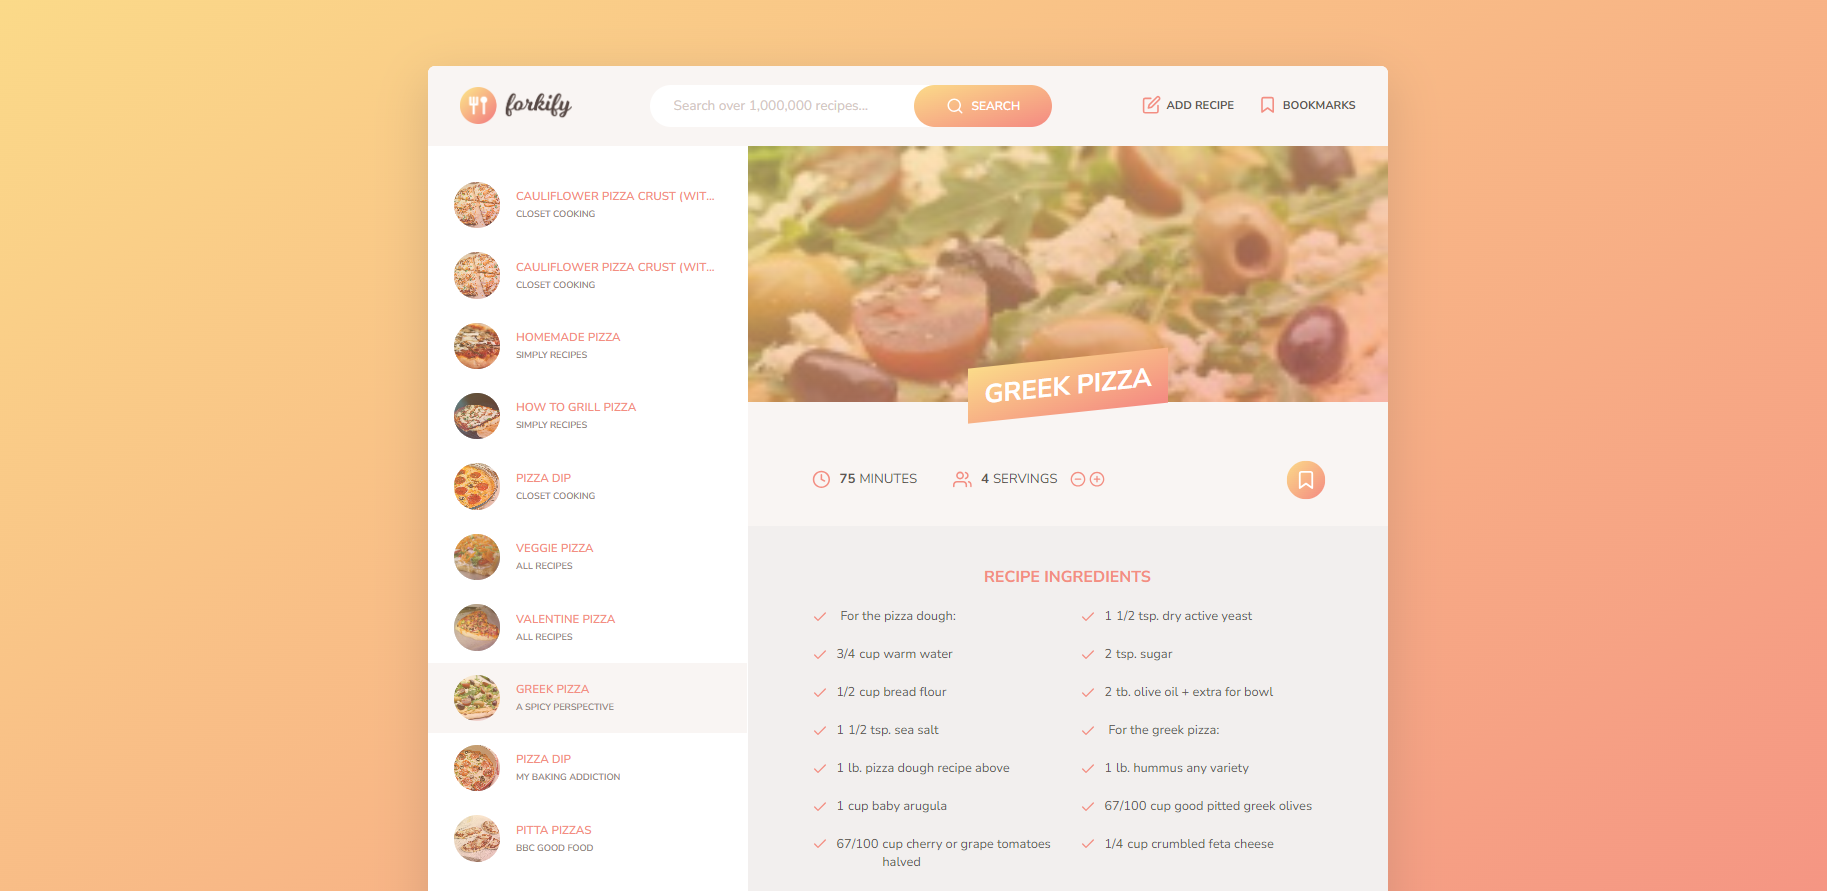 forkify
Search over 1,000,000 recipes...
SEARCH
ADD RECIPE
BOOKMARKS
CAULIFLOWER PIZZA CRUST (WIT...
CLOSET COOKING
CAULIFLOWER PIZZA CRUST (WIT...
CLOSET COOKING
HOMEMADE PIZZA
SIMPLY RECIPES
HOW TO GRILL PIZZA
SIMPLY RECIPES
PIZZA DIP
CLOSET COOKING
VEGGIE PIZZA
ALL RECIPES
VALENTINE PIZZA
ALL RECIPES
GREEK PIZZA
A SPICY PERSPECTIVE
PIZZA DIP
MY BAKING ADDICTION
PITTA PIZZAS
BBC GOOD FOOD
GREEK PIZZA
75 MINUTES
4 SERVINGS
RECIPE INGREDIENTS
For the pizza dough:
1 1/2 tsp. dry active yeast
3/4 cup warm water
2 tsp. sugar
1/2 cup bread flour
2 tb. olive oil + extra for bowl
1 1/2 tsp. sea salt
For the greek pizza:
1 lb. pizza dough recipe above
1 lb. hummus any variety
1 cup baby arugula
67/100 cup good pitted greek olives
67/100 cup cherry or grape tomatoes
halved
1/4 cup crumbled feta cheese